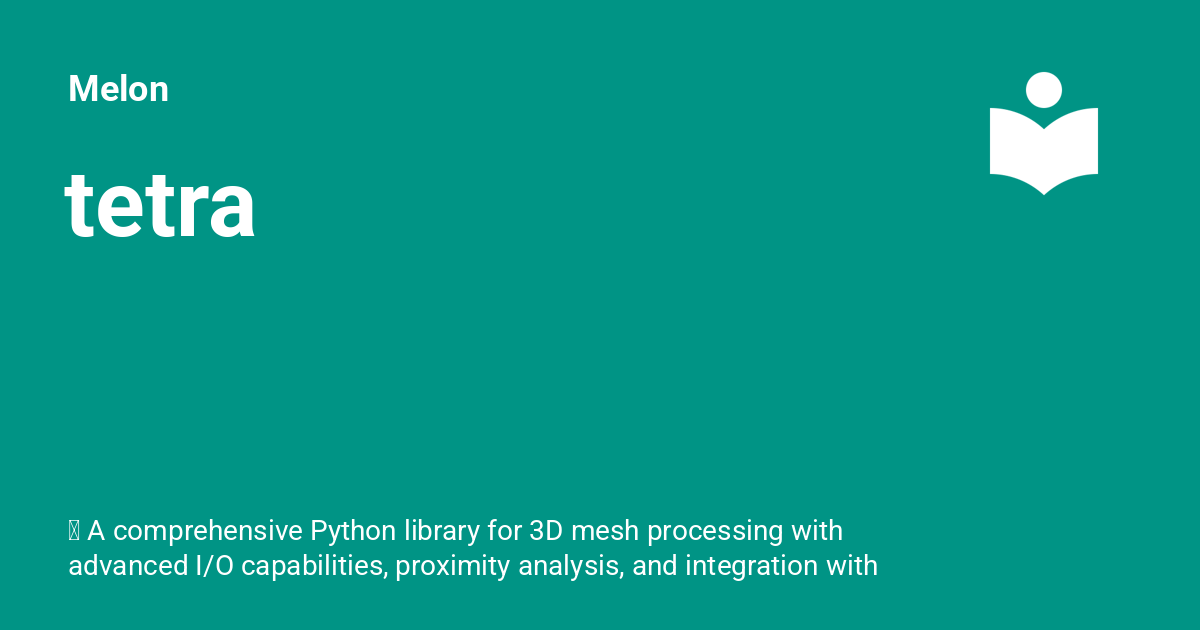 Melon
tetra
A comprehensive Python library for 3D mesh processing with
advanced I/O capabilities, proximity analysis, and integration with